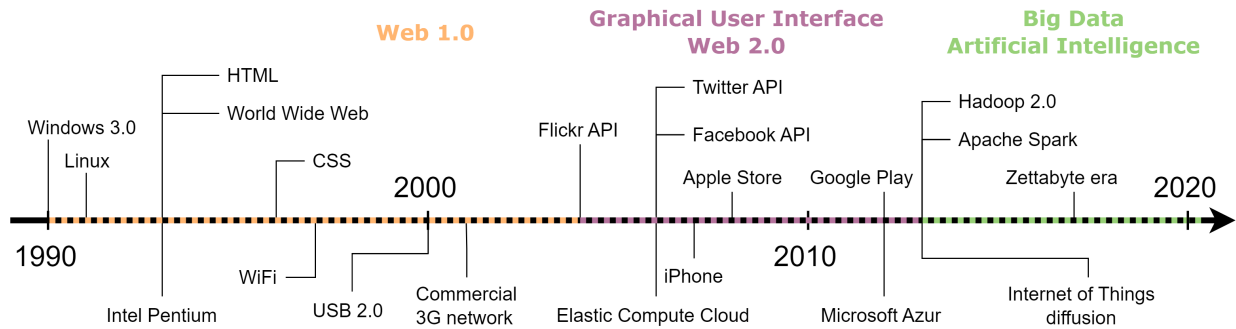 Web 1.0
Graphical User Interface
Web 2.0
Big Data
Artificial Intelligence
HTML
World Wide Web
Windows 3.0
Linux
CSS
2000
Flickr API
Twitter API
Facebook API
Apple Store
Google Play
Hadoop 2.0
Apache Spark
Zettabyte era
2020
1990
Intel Pentium
WiFi
USB 2.0
Commercial
3G network
iPhone
Elastic Compute Cloud
2010
Microsoft Azur
Internet of Things
diffusion